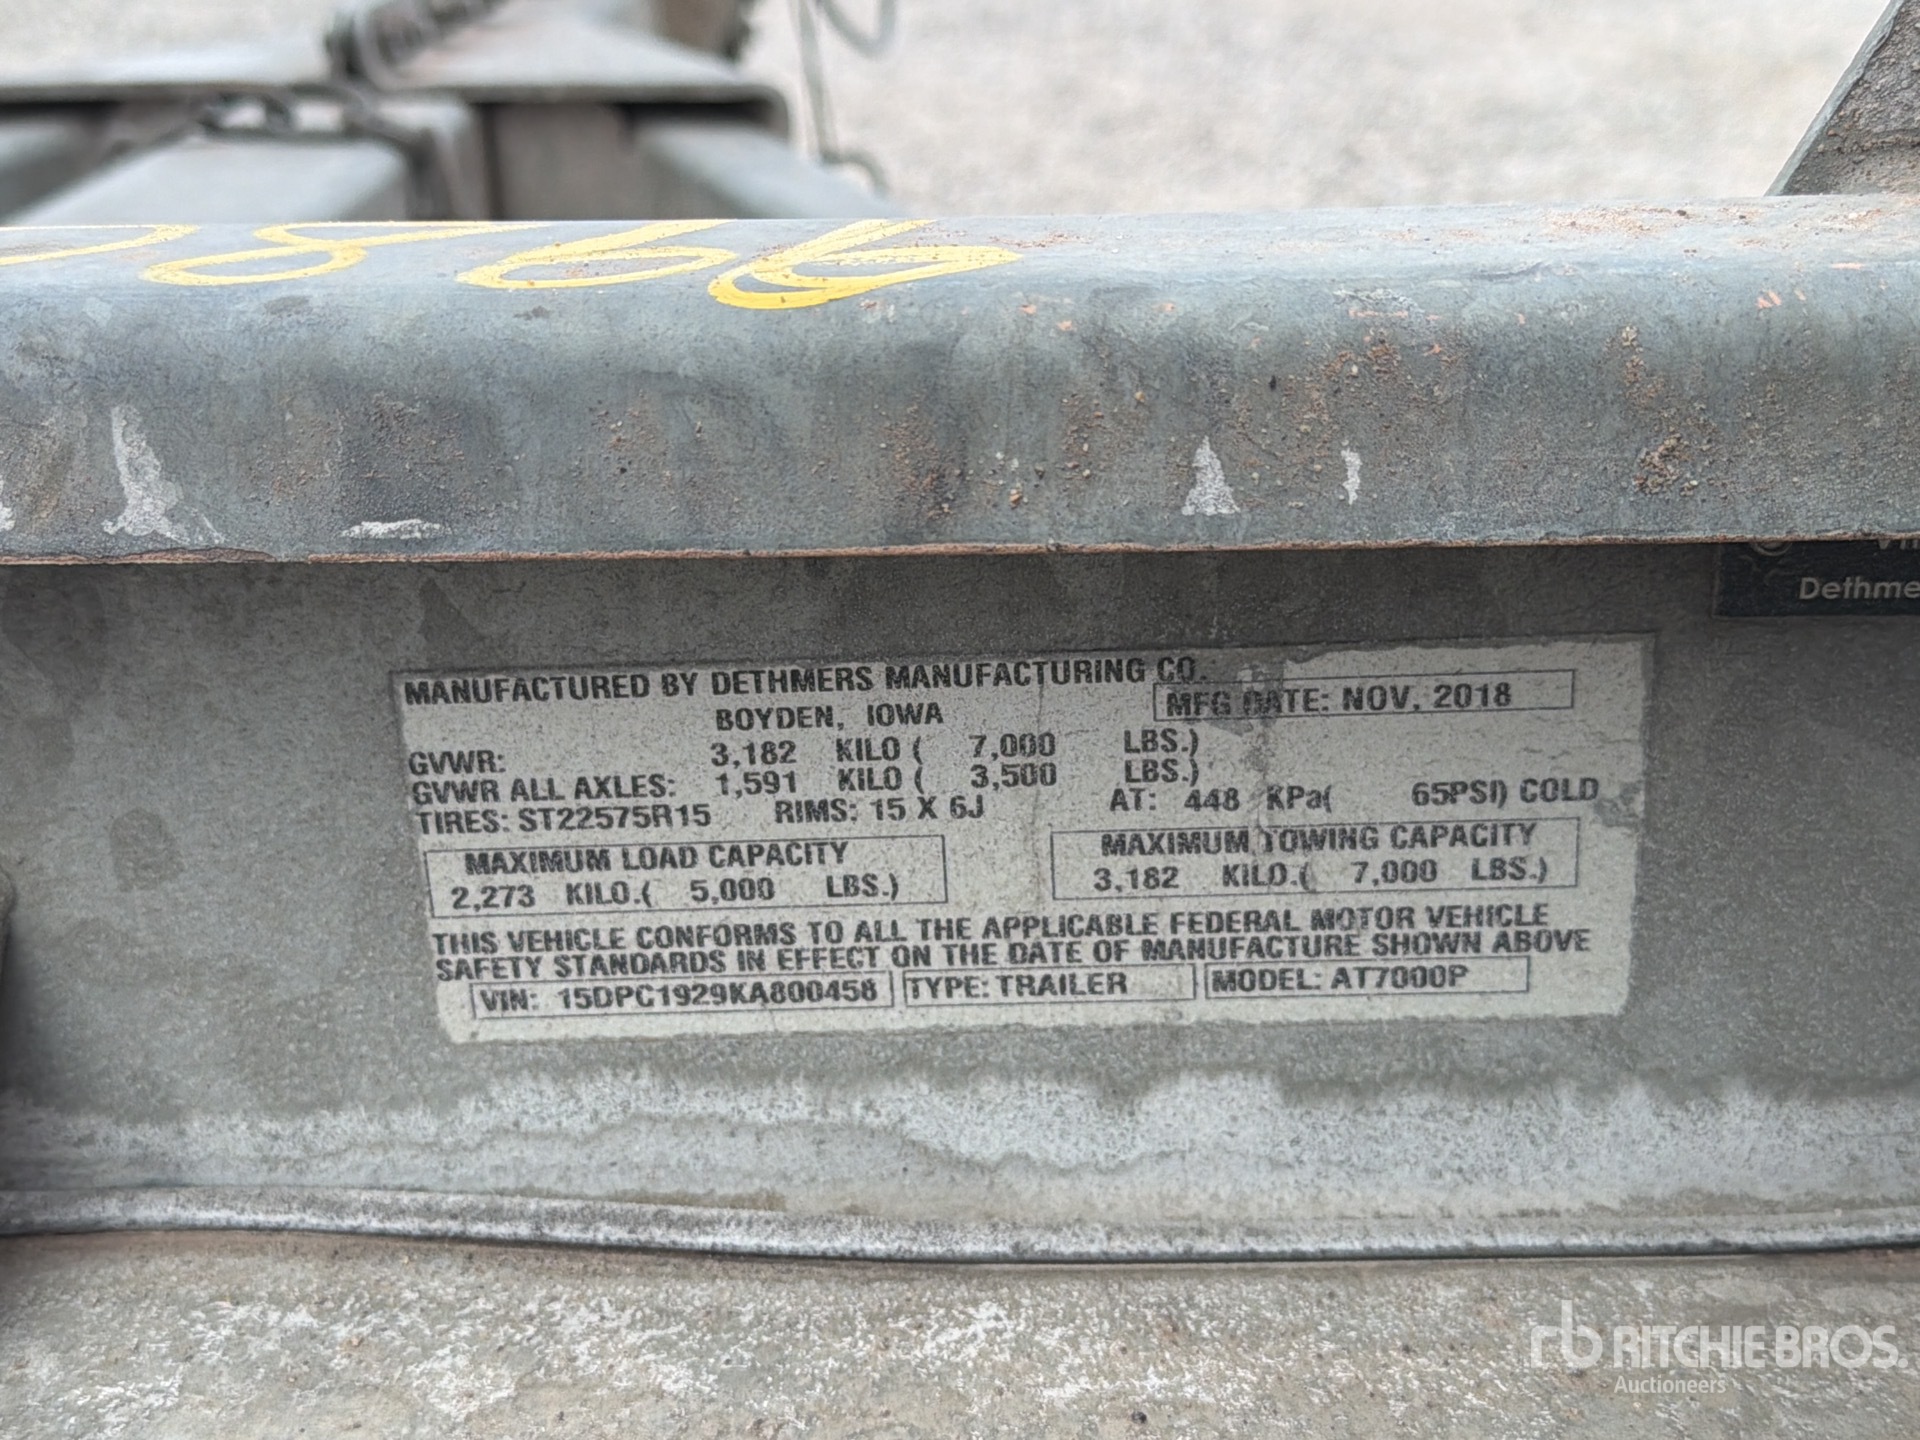 MANUFACTURED BY DETHMERS MANUFACTURING CO.
BOYDEN, IOWA
MFG DATE: NOV, 2018
GVWR: 3,182 KILO ( 7,000 LBS.)
GVWR ALL AXLES: 1,591 KILO ( 3,500 LBS.)
TIRES: ST22575R15 RIMS: 15 X 6J AT: 448 KPa( 65PSI) COLD
MAXIMUM LOAD CAPACITY
2,273 KILO.( 5,000 LBS.)
MAXIMUM TOWING CAPACITY
3,182 KILO.( 7,000 LBS.)
THIS VEHICLE CONFORMS TO ALL THE APPLICABLE FEDERAL MOTOR VEHICLE
SAFETY STANDARDS IN EFFECT ON THE DATE OF MANUFACTURE SHOWN ABOVE
VIN: 15DPC1929KA800458 TYPE: TRAILER MODEL: AT7000P
rb RITCHIE BROS.
Auctioneers